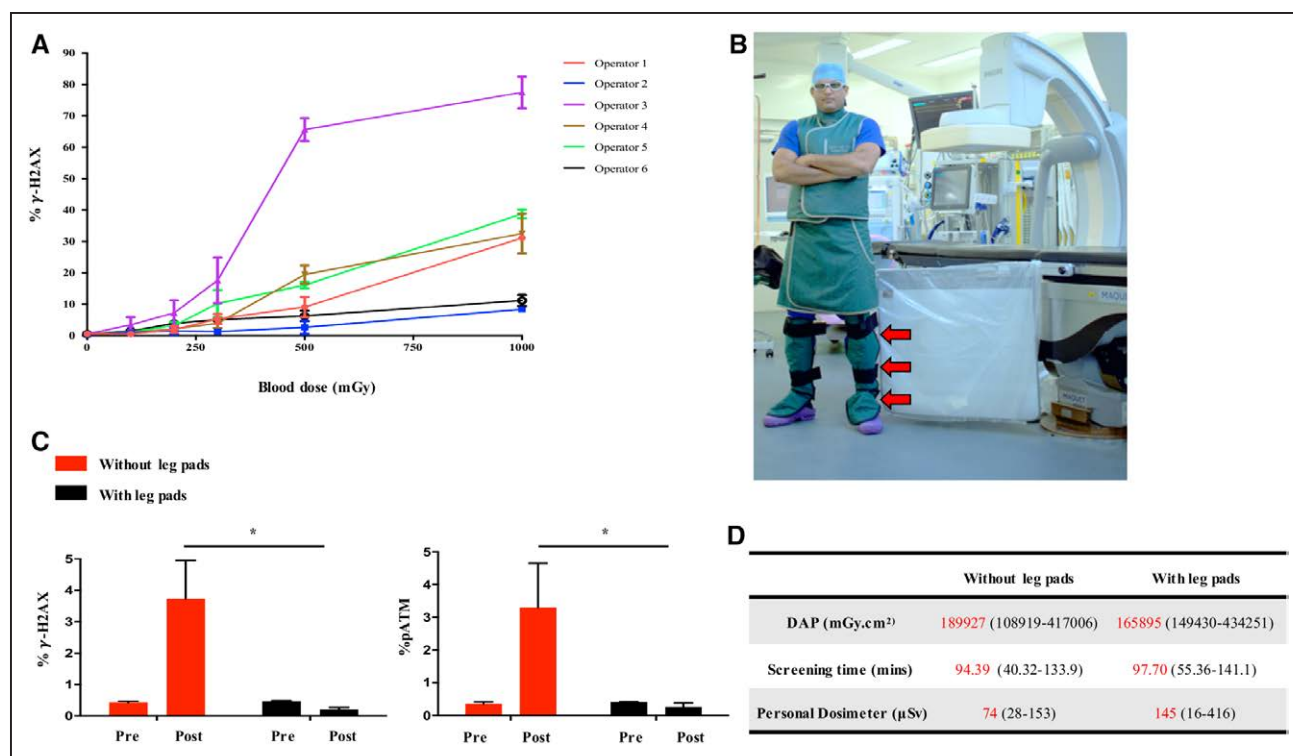 A
90
80
70
60
50
40
30
20
10
0
% γ-H2AX
0
250
500
750
1000
Blood dose (mGy)
Operator 1
Operator 2
Operator 3
Operator 4
Operator 5
Operator 6
B
PHILIPS
MAQUET
MAQUET
C
Without leg pads
With leg pads
*
5
4
3
2
1
0
% γ-H2AX
Pre
Post
Pre
Post
*
5
4
3
2
1
0
%pATM
Pre
Post
Pre
Post
D
Without leg pads With leg pads
DAP (mGy.cm²) 189927 (108919-417006) 165895 (149430-434251)
Screening time (mins) 94.39 (40.32-133.9) 97.70 (55.36-141.1)
Personal Dosimeter (µSv) 74 (28-153) 145 (16-416)